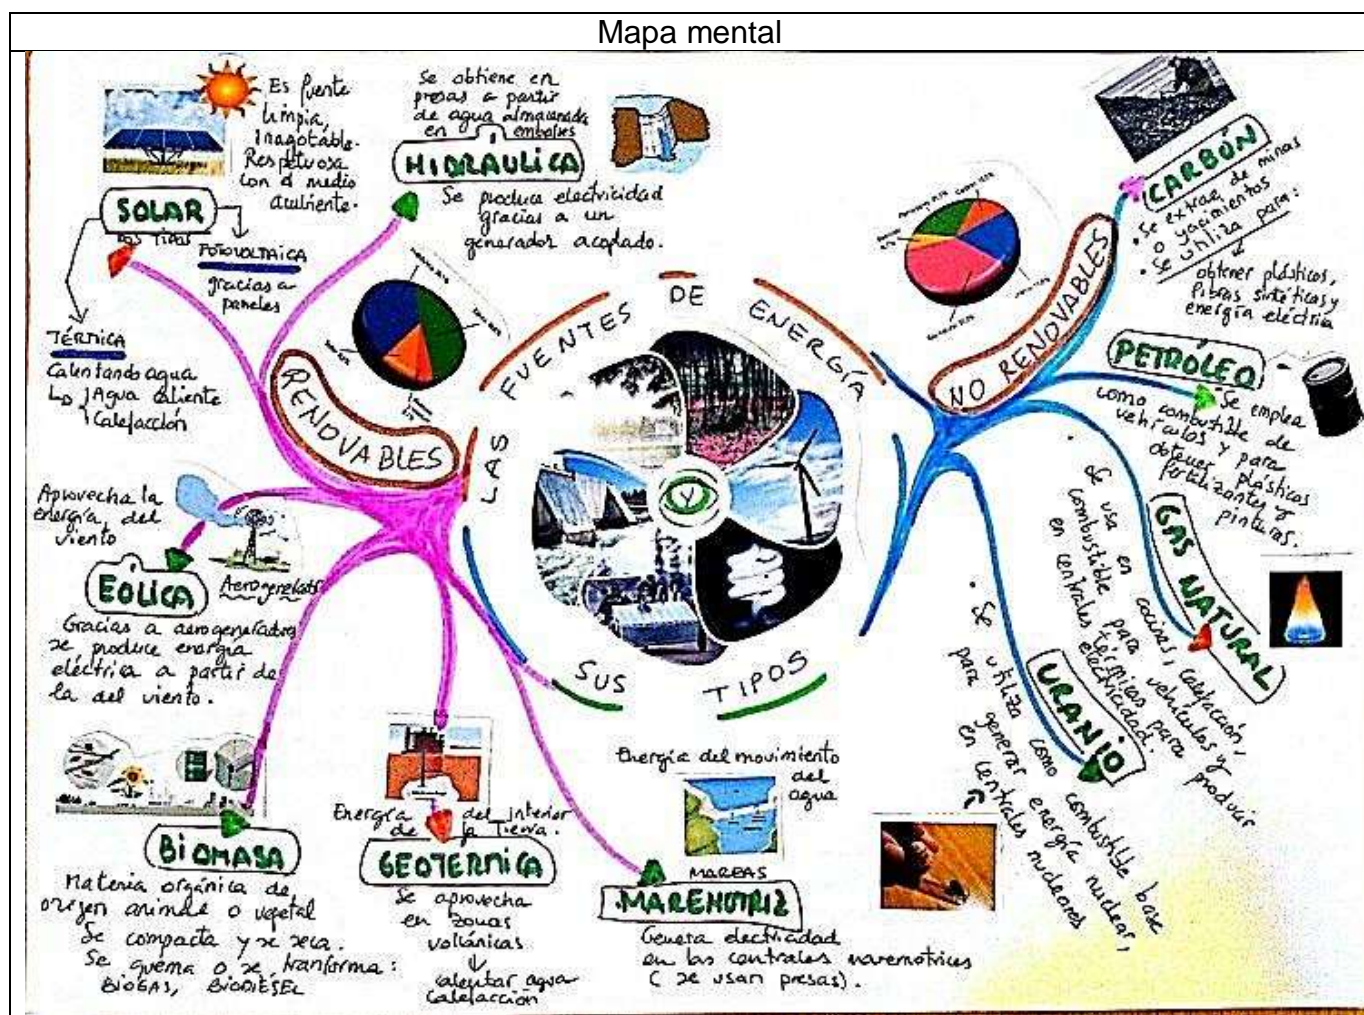 Mapa mental
LAS FUENTES DE ENERGÍA
Y
SUS TIPOS
RENOVABLES
Es fuente
limpia,
inagotable.
Respetuosa
con el medio
ambiente.
SOLAR
DOS TIPOS
FOTOVOLTAICA
gracias a
paneles
TÉRMICA
Calentando agua
Agua caliente
Calefacción
Se obtiene en
presas a partir
de agua almacenada
en embalses
HIDRÁULICA
Se produce electricidad
gracias a un
generador acoplado.
Aprovecha la
energía del
viento
Aerogenerador
EÓLICA
Gracias a aerogeneradores
se produce energía
eléctrica a partir de
la del viento.
BIOMASA
Materia orgánica de
origen animal o vegetal
Se compacta y se seca.
Se quema o se tranforma:
BIOGAS, BIODIESEL
Energía del interior
de la Tierra.
GEOTERMICA
Se aprovecha
en zonas
volcánicas
calentar agua
Calefacción
Energía del movimiento
del
agua
MAREAS
MAREMOTRIZ
Genera electricidad
en las centrales maremotrices
( se usan presas).
NO RENOVABLES
CARBÓN
• Se extrae de minas
o yacimientos
• Se utiliza para:
obtener plásticos,
fibras sintéticas y
energía eléctria
PETRÓLEO
Se emplea
como combustible de
vehículos y para
obtener plásticos
fertilizantes y
pinturas.
GAS NATURAL
• Se usa en cocinas, calefacción,
combustible para vehículos y
en centrales térmicas para producir
electricidad.
URANIO
• Se utiliza como combustible base
para generar energía nuclear,
en centrales nucleares